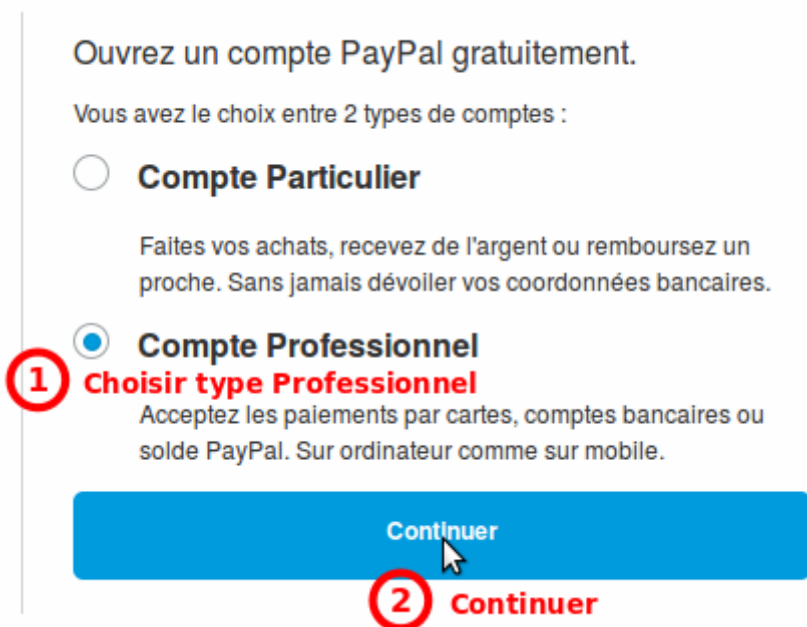 Ouvrez un compte PayPal gratuitement.
Vous avez le choix entre 2 types de comptes :
Compte Particulier
Faites vos achats, recevez de l'argent ou remboursez un
proche. Sans jamais dévoiler vos coordonnées bancaires.
Compte Professionnel
1 Choisir type Professionnel
Acceptez les paiements par cartes, comptes bancaires ou
solde PayPal. Sur ordinateur comme sur mobile.
Continuer
2 Continuer